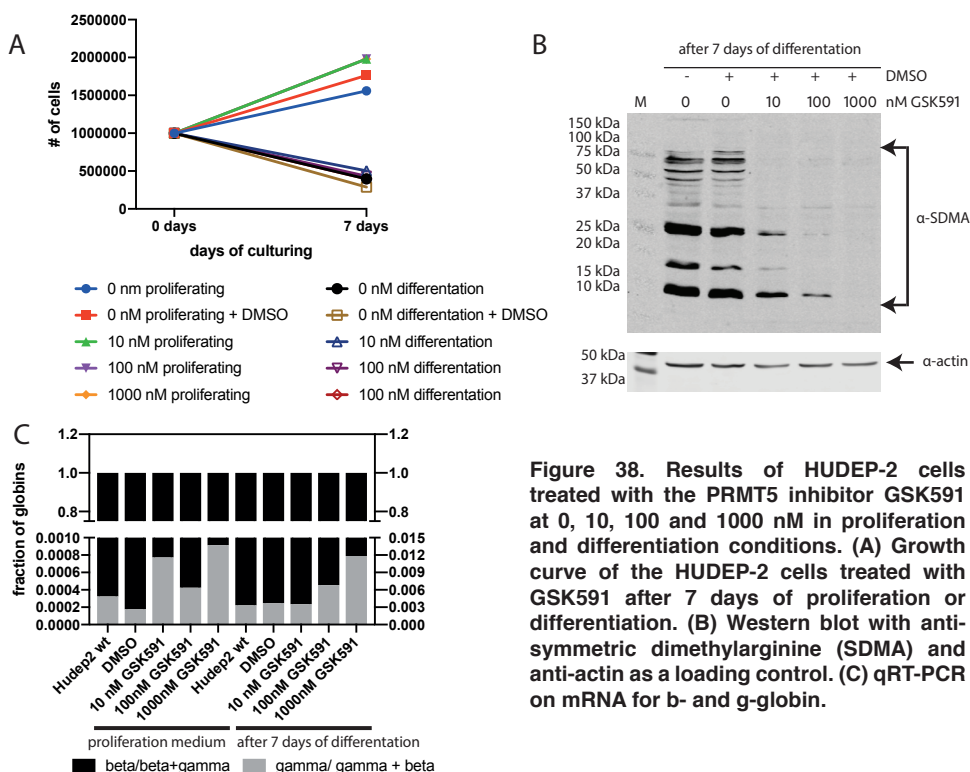 A
2500000
2000000
1500000
1000000
500000
0
# of cells
0 days
7 days
days of culturing
0 nm proliferating
0 nM proliferating + DMSO
10 nM proliferating
100 nM proliferating
1000 nM proliferating
0 nM differentation
0 nM differentation + DMSO
10 nM differentation
100 nM differentation
100 nM differentation
B
after 7 days of differentation
- + + + + DMSO
M 0 0 10 100 1000 nM GSK591
150 kDa
100 kDa
75 kDa
50 kDa
37 kDa
25 kDa
20 kDa
15 kDa
10 kDa
α-SDMA
50 kDa
37 kDa
α-actin
C
1.2
1.0
0.8
0.0010
0.0008
0.0006
0.0004
0.0002
0.0000
fraction of globins
1.2
1.0
0.8
0.015
0.012
0.009
0.006
0.003
0.000
Hudep2 wt
DMSO
10 nM GSK591
100nM GSK591
1000nM GSK591
Hudep2 wt
DMSO
10 nM GSK591
100nM GSK591
1000nM GSK591
proliferation medium
after 7 days of differentation
beta/beta+gamma
gamma/ gamma + beta
Figure 38. Results of HUDEP-2 cells
treated with the PRMT5 inhibitor GSK591
at 0, 10, 100 and 1000 nM in proliferation
and differentiation conditions. (A) Growth
curve of the HUDEP-2 cells treated with
GSK591 after 7 days of proliferation or
differentiation. (B) Western blot with anti-
symmetric dimethylarginine (SDMA) and
anti-actin as a loading control. (C) qRT-PCR
on mRNA for b- and g-globin.